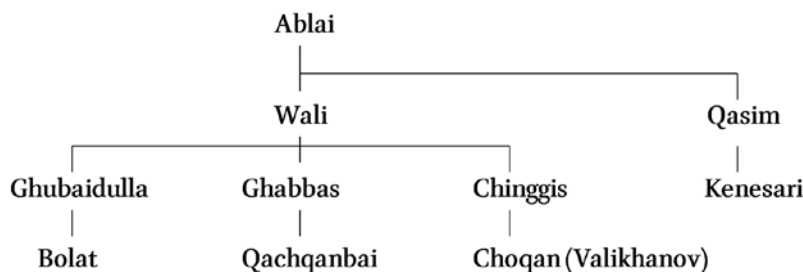 Ablai
Wali Qasim
Ghubaidulla Ghabbas Chinggis Kenesari
Bolat Qachqanbai Choqan (Valikhanov)